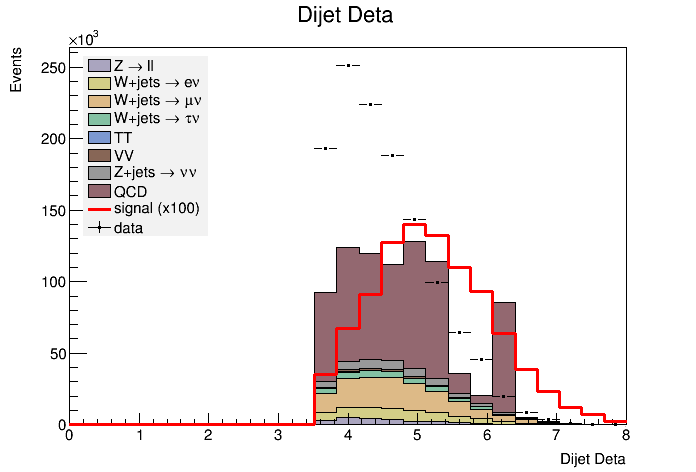 Dijet Deta
×10³
Events
Z → ll
W+jets → eν
W+jets → μν
W+jets → τν
TT
VV
Z+jets → νν
QCD
signal (x100)
data
250
200
150
100
50
0
0 1 2 3 4 5 6 7 8
Dijet Deta